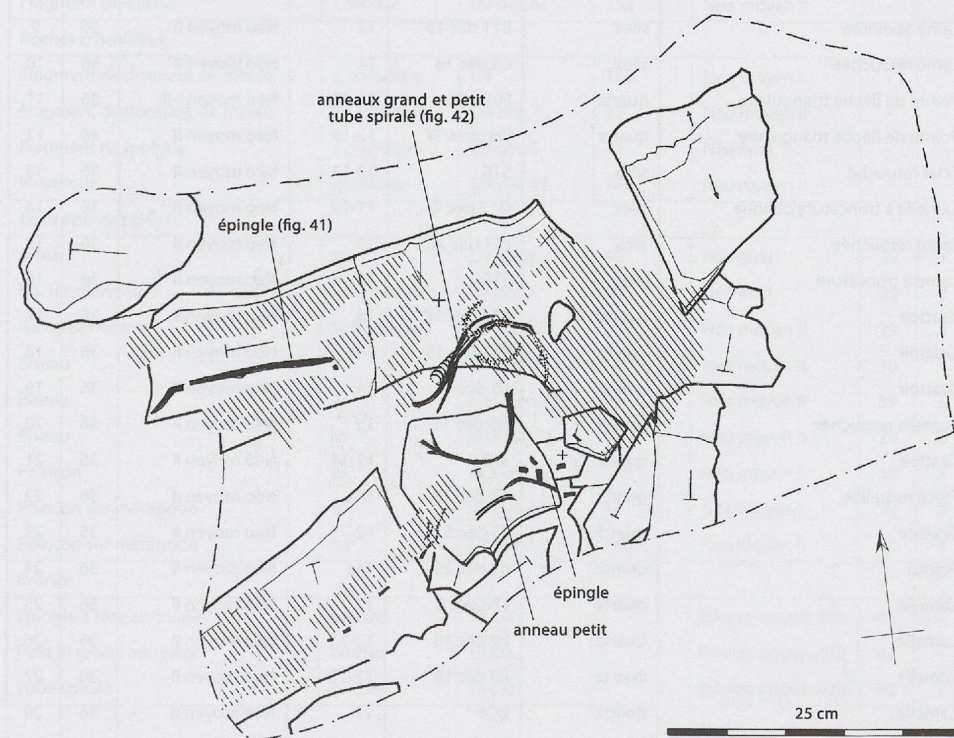 anneaux grand et petit
tube spiralé (fig. 42)
épingle (fig. 41)
épingle
anneau petit
25 cm